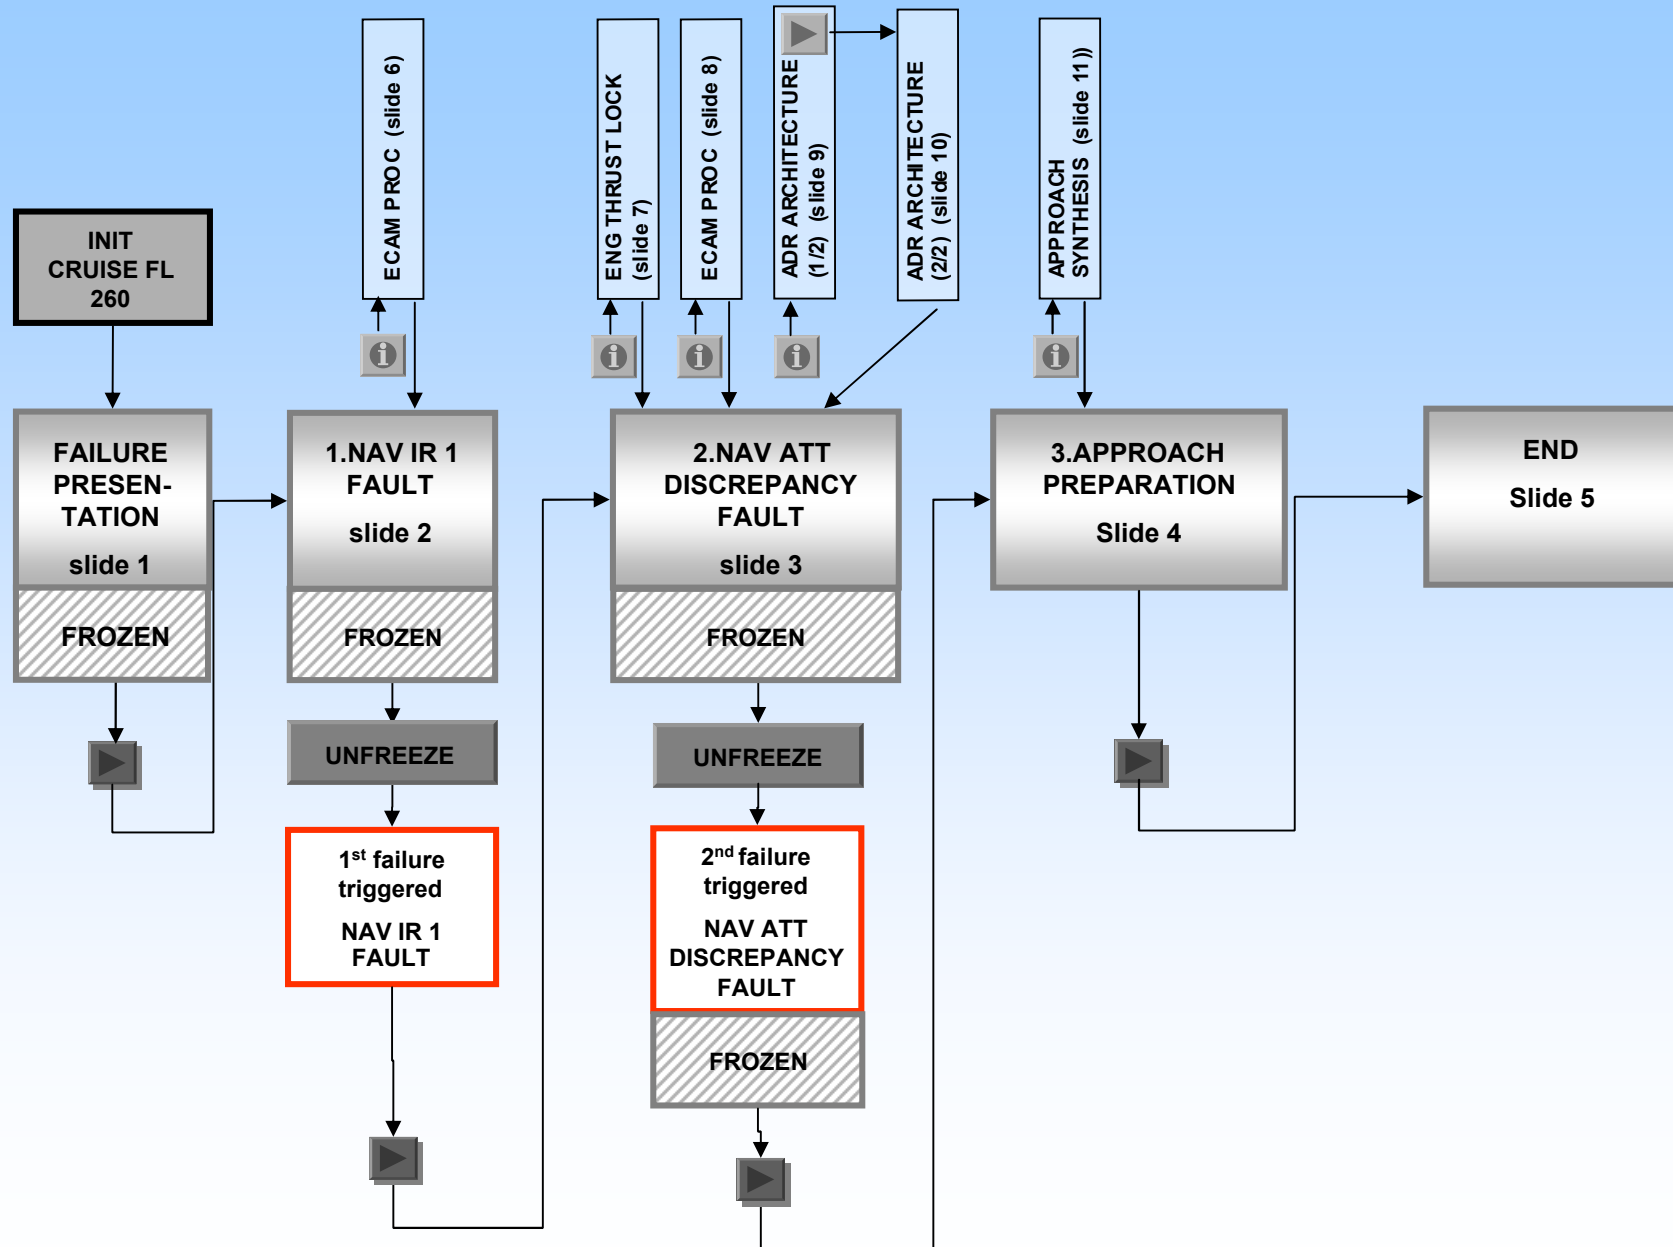 ECAM PROC (slide 6)
ENG THRUST LOCK
(slide 7)
ECAM PROC (slide 8)
ADR ARCHITECTURE
(1/2) (slide 9)
ADR ARCHITECTURE
(2/2) (slide 10)
APPROACH
SYNTHESIS (slide 11))
INIT
CRUISE FL
260
FAILURE
PRESEN-
TATION
slide 1
FROZEN
1.NAV IR 1
FAULT
slide 2
FROZEN
UNFREEZE
1st failure
triggered
NAV IR 1
FAULT
2.NAV ATT
DISCREPANCY
FAULT
slide 3
FROZEN
UNFREEZE
2nd failure
triggered
NAV ATT
DISCREPANCY
FAULT
FROZEN
3.APPROACH
PREPARATION
Slide 4
END
Slide 5